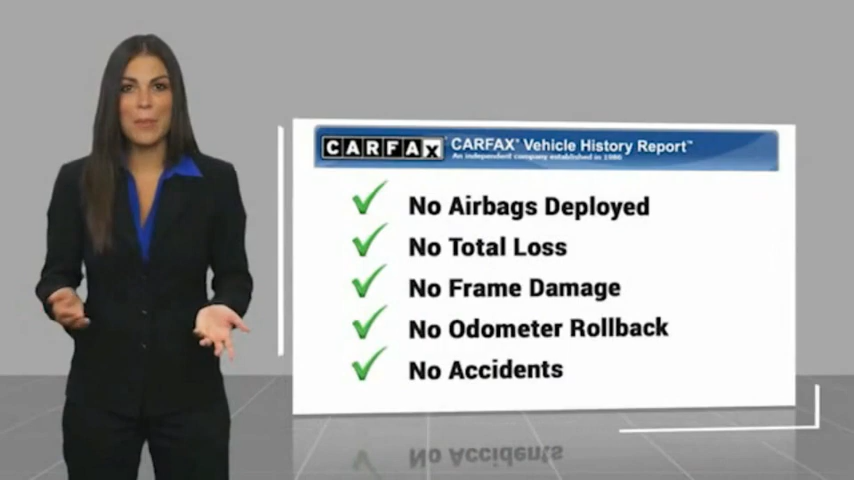 CARFAX CARFAX® Vehicle History Report™
An independent company established in 1986
No Airbags Deployed
No Total Loss
No Frame Damage
No Odometer Rollback
No Accidents
No Accidents